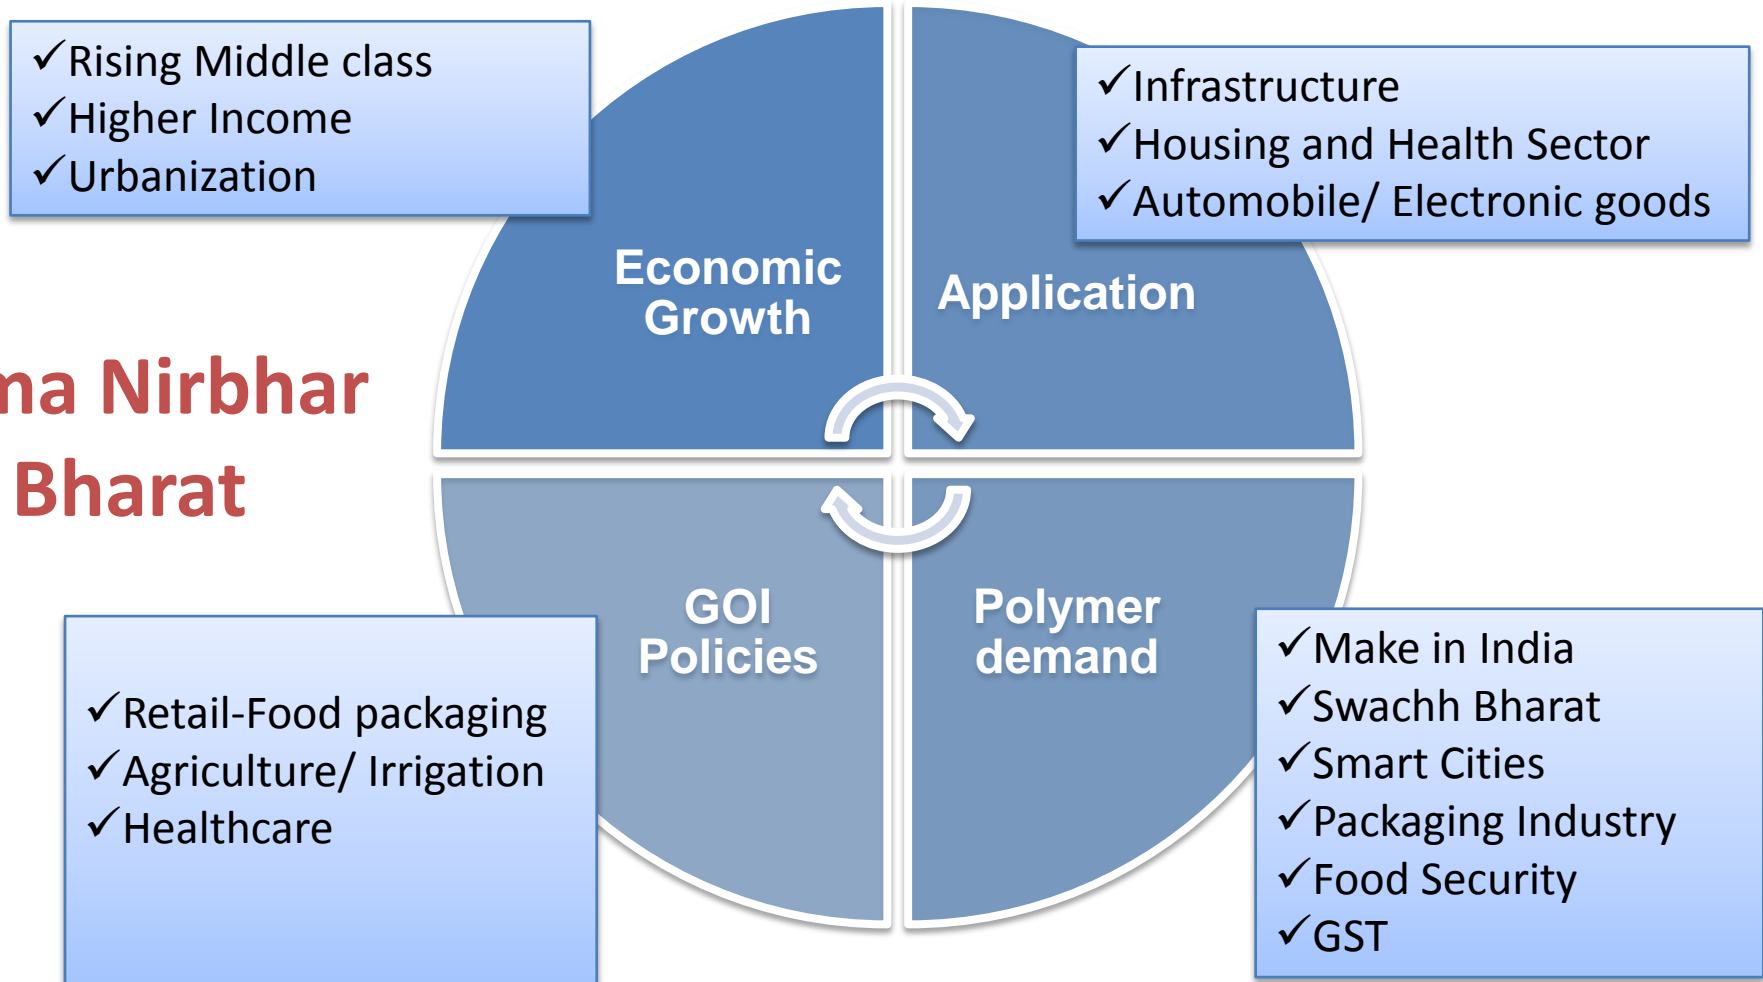 ✓Rising Middle class
✓Higher Income
✓Urbanization
✓Infrastructure
✓Housing and Health Sector
✓Automobile/ Electronic goods
Economic
Growth
Application
ma Nirbhar
Bharat
GOI
Policies
Polymer
demand
✓Retail-Food packaging
✓Agriculture/ Irrigation
✓Healthcare
✓Make in India
✓Swachh Bharat
✓Smart Cities
✓Packaging Industry
✓Food Security
✓GST